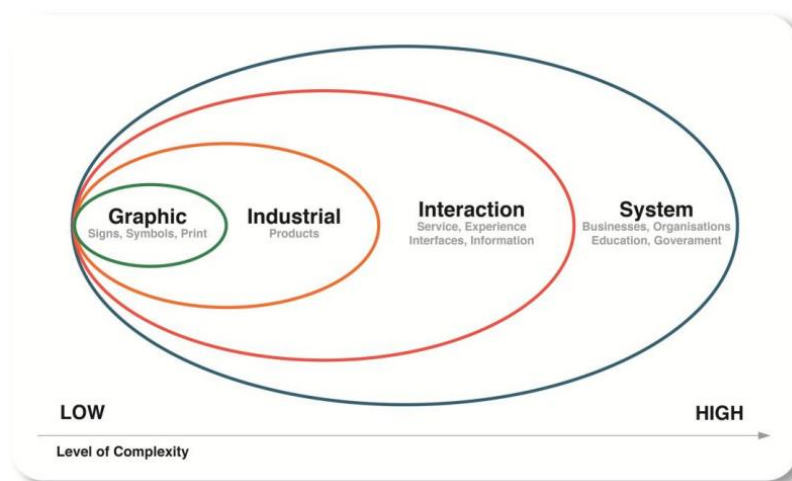 Graphic
Signs, Symbols, Print
Industrial
Products
Interaction
Service, Experience
Interfaces, Information
System
Businesses, Organisations
Education, Goverament
LOW
HIGH
Level of Complexity